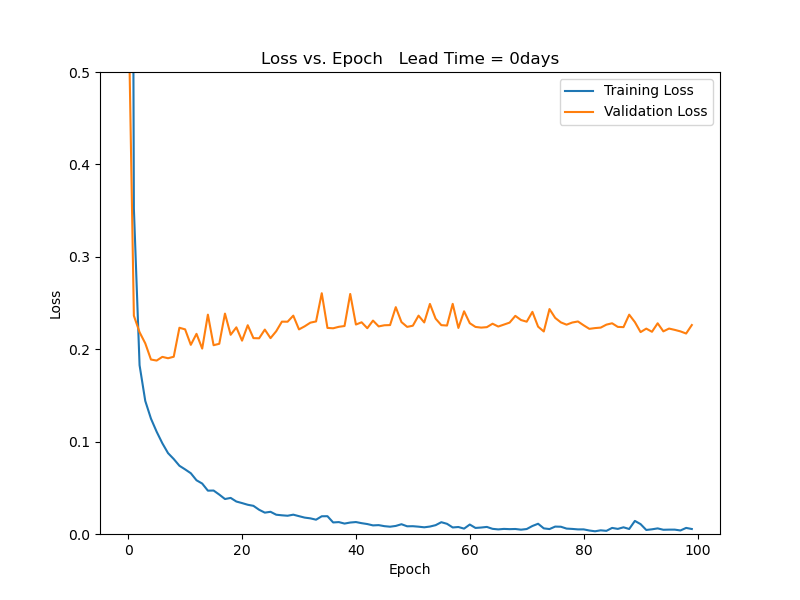 Loss vs. Epoch   Lead Time = 0days
Training Loss
Validation Loss
Loss
0.5
0.4
0.3
0.2
0.1
0.0
0 20 40 60 80 100
Epoch